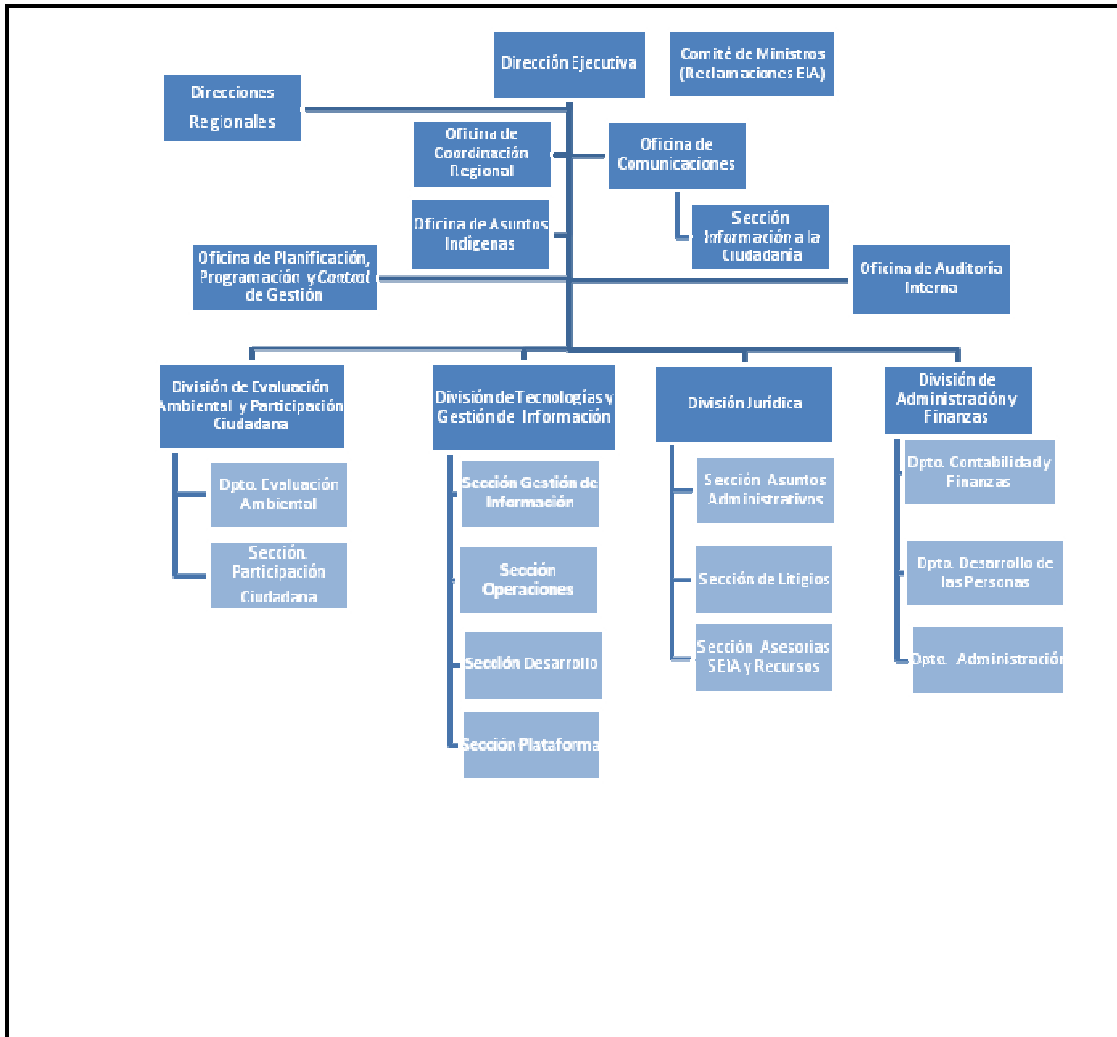 Dirección Ejecutiva
Comité de Ministros
(Reclamaciones EIA)
Direcciones
Regionales
Oficina de
Coordinación
Regional
Oficina de
Comunicaciones
Oficina de Asuntos
Indígenas
Sección
Información a la
Ciudadanía
Oficina de Planificación,
Programación y Control
de Gestión
Oficina de Auditoría
Interna
División de Evaluación
Ambiental y Participación
Ciudadana
División de Tecnologías y
Gestión de Información
División Jurídica
División de
Administración y
Finanzas
Dpto. Evaluación
Ambiental
Sección
Participación
Ciudadana
Sección Gestión de
Información
Sección
Operaciones
Sección Desarrollo
Sección Plataforma
Sección Asuntos
Administrativos
Sección de Litigios
Sección Asesorías
SEIA y Recursos
Dpto. Contabilidad y
Finanzas
Dpto. Desarrollo de
las Personas
Dpto. Administración